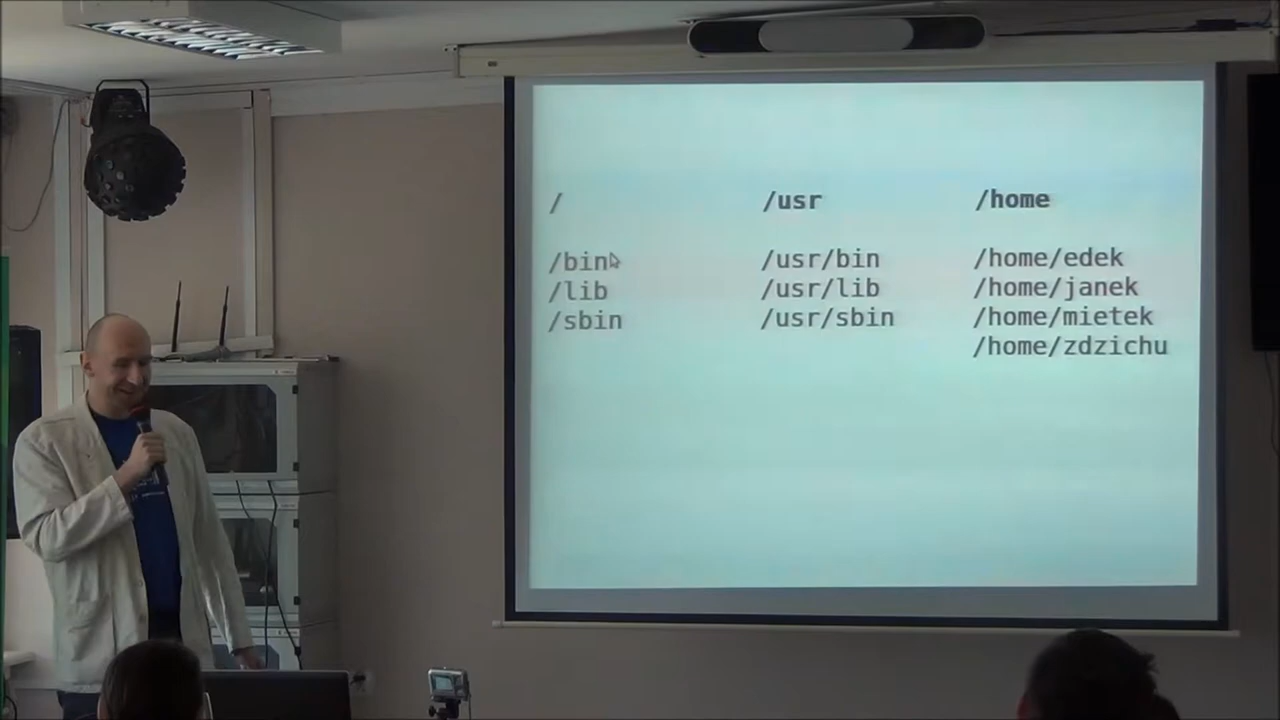 / /usr /home
/bin /usr/bin /home/edek
/lib /usr/lib /home/janek
/sbin /usr/sbin /home/mietek
/home/zdzichu